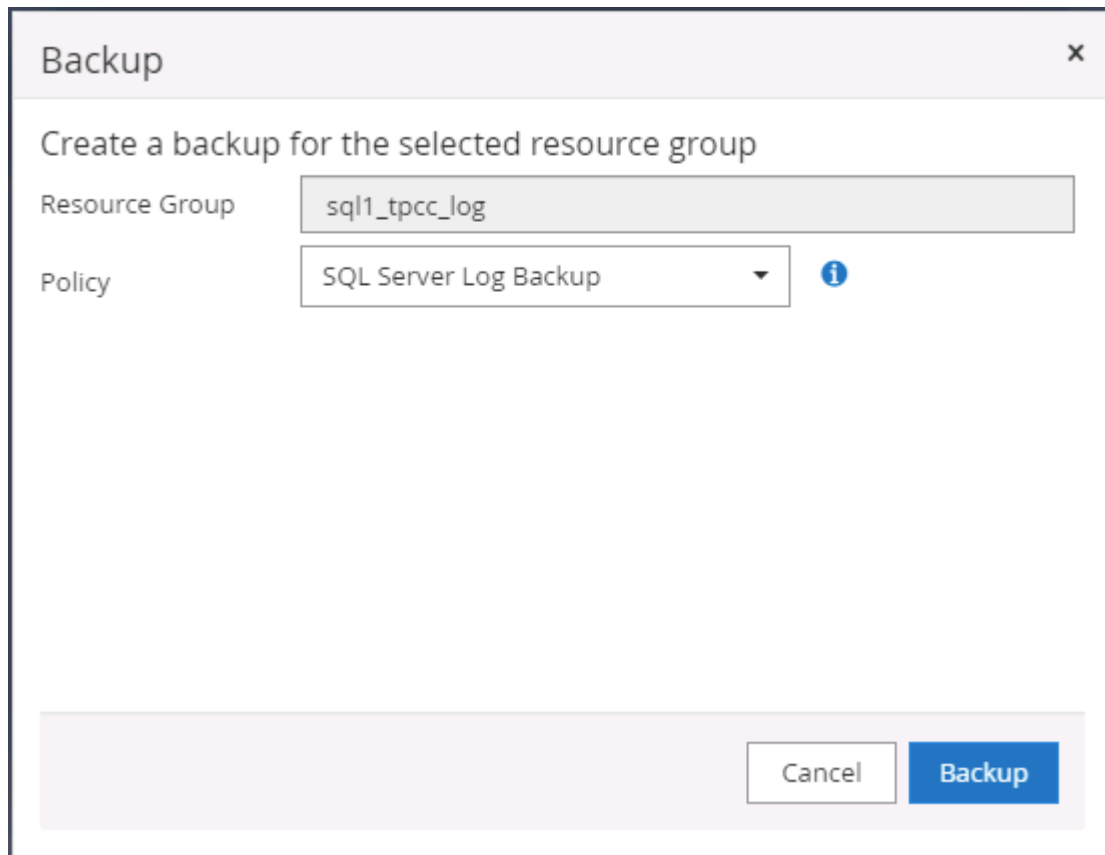 Backup
Create a backup for the selected resource group
Resource Group sql1_tpcc_log
Policy SQL Server Log Backup
Cancel Backup